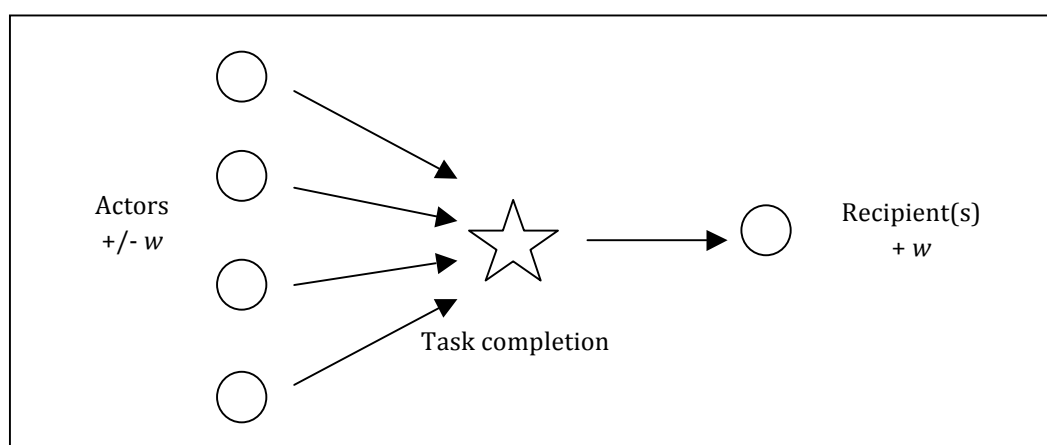 Actors
+/- w
Recipient(s)
+ w
Task completion